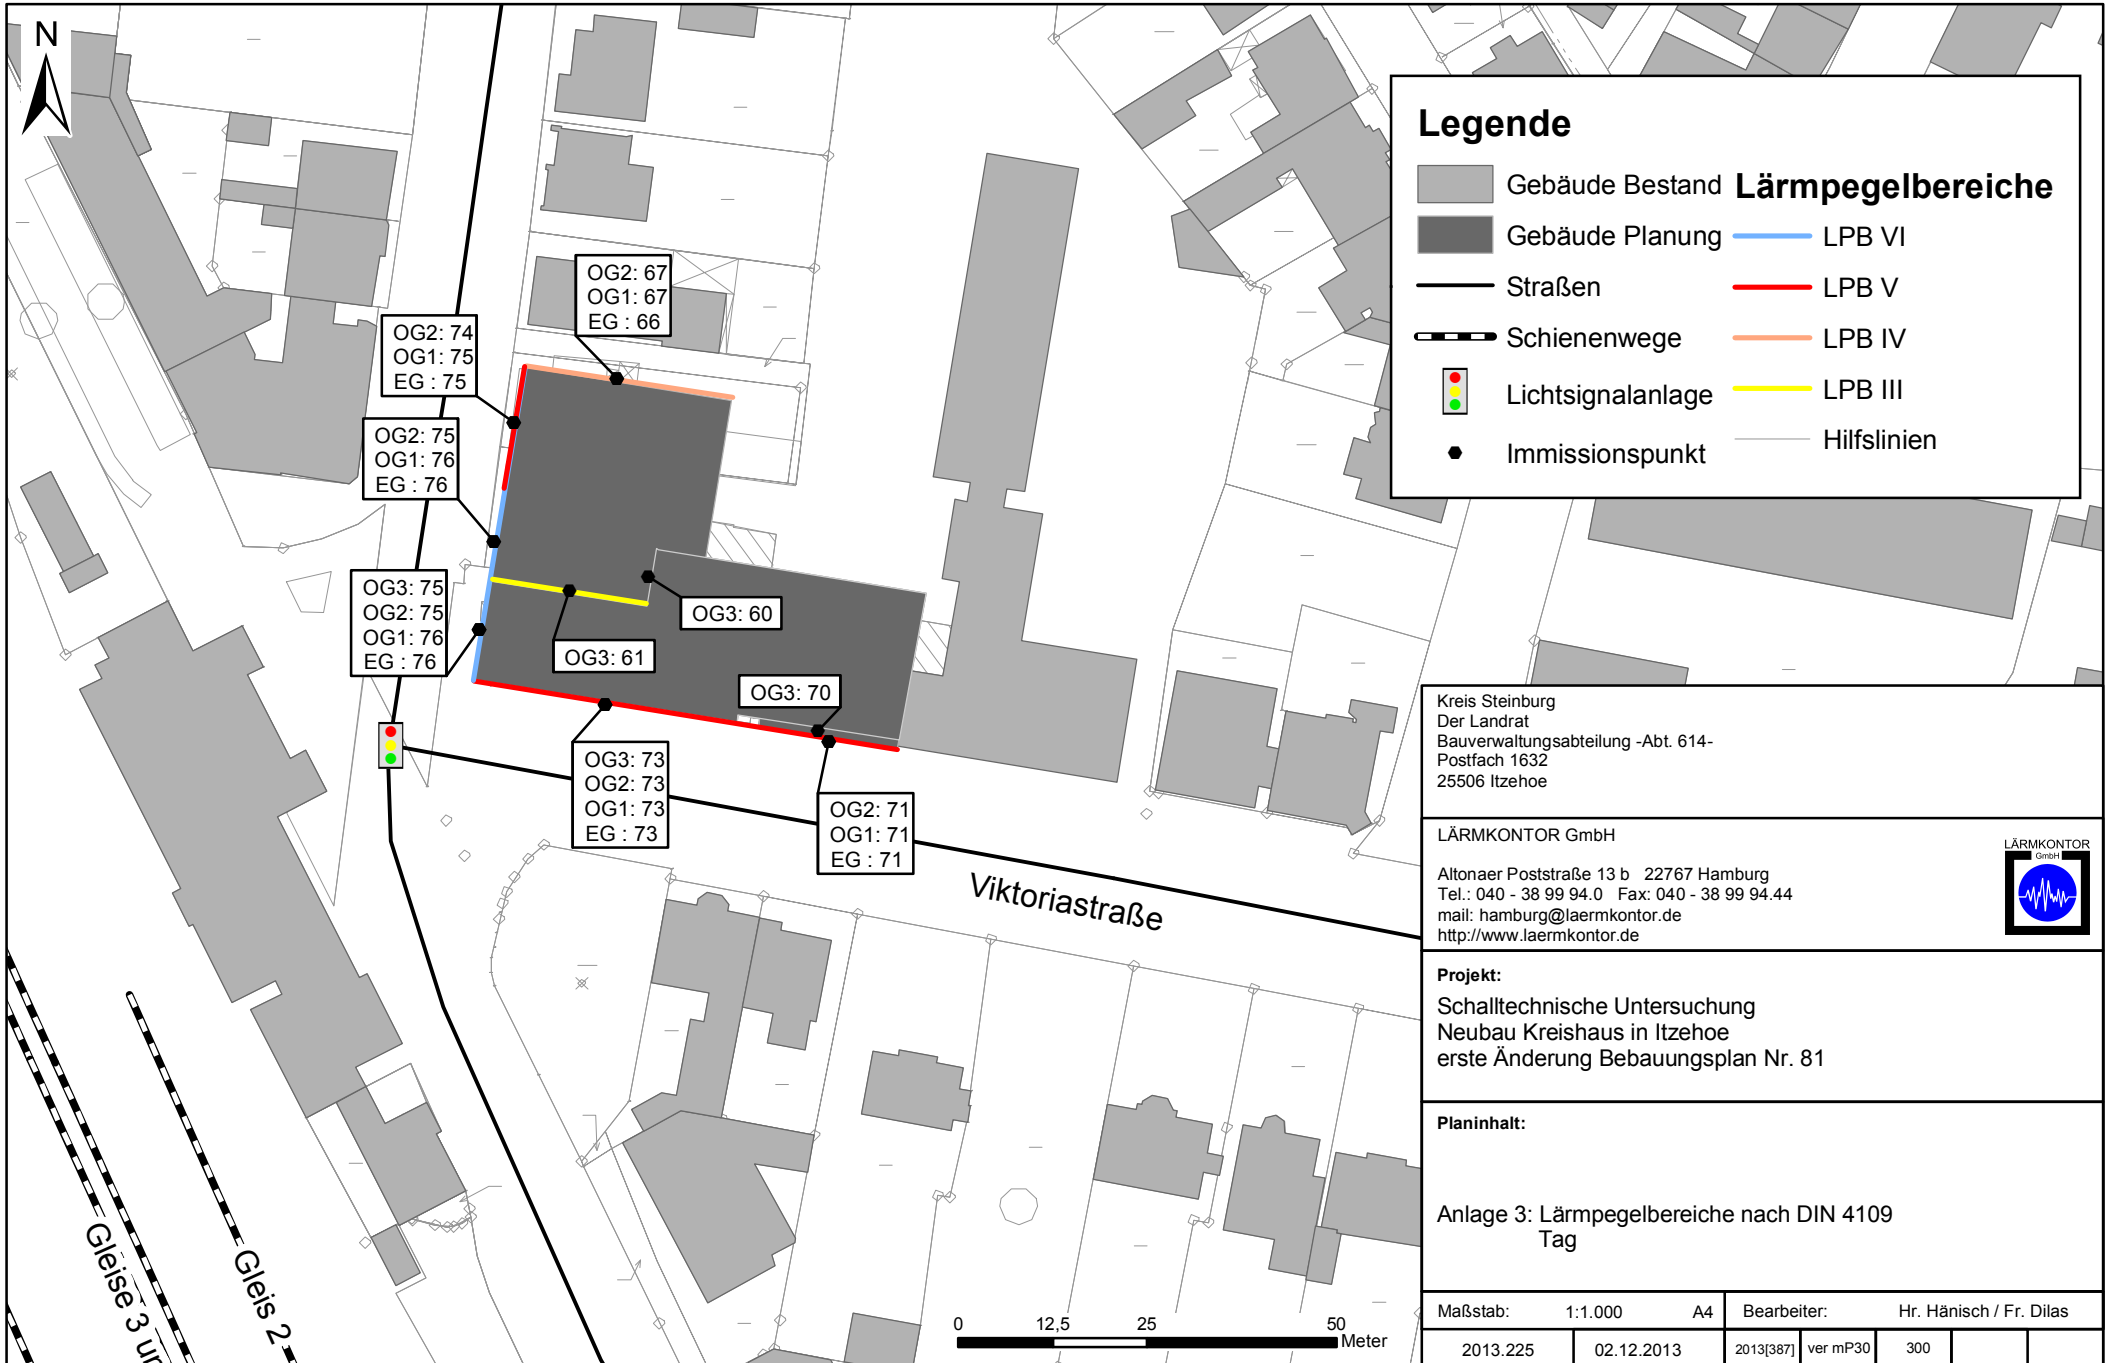 N
OG2: 67
OG1: 67
EG : 66
OG2: 74
OG1: 75
EG : 75
OG2: 75
OG1: 76
EG : 76
OG3: 75
OG2: 75
OG1: 76
EG : 76
OG3: 60
OG3: 61
OG3: 70
OG3: 73
OG2: 73
OG1: 73
EG : 73
OG2: 71
OG1: 71
EG : 71
Viktoriastraße
Gleise 3 un
Gleis 2
0 12,5 25 50
Meter
Legende
Gebäude Bestand
Gebäude Planung
Straßen
Schienenwege
Lichtsignalanlage
Immissionspunkt
Lärmpegelbereiche
LPB VI
LPB V
LPB IV
LPB III
Hilfslinien
Kreis Steinburg
Der Landrat
Bauverwaltungsabteilung -Abt. 614-
Postfach 1632
25506 Itzehoe
LÄRMKONTOR GmbH
Altonaer Poststraße 13 b 22767 Hamburg
Tel.: 040 - 38 99 94.0 Fax: 040 - 38 99 94.44
mail: hamburg@laermkontor.de
http://www.laermkontor.de
LÄRMKONTOR
GmbH
Projekt:
Schalltechnische Untersuchung
Neubau Kreishaus in Itzehoe
erste Änderung Bebauungsplan Nr. 81
Planinhalt:
Anlage 3: Lärmpegelbereiche nach DIN 4109
Tag
Maßstab: 1:1.000 A4 Bearbeiter: Hr. Hänisch / Fr. Dilas
2013.225 02.12.2013 2013[387] ver mP30 300